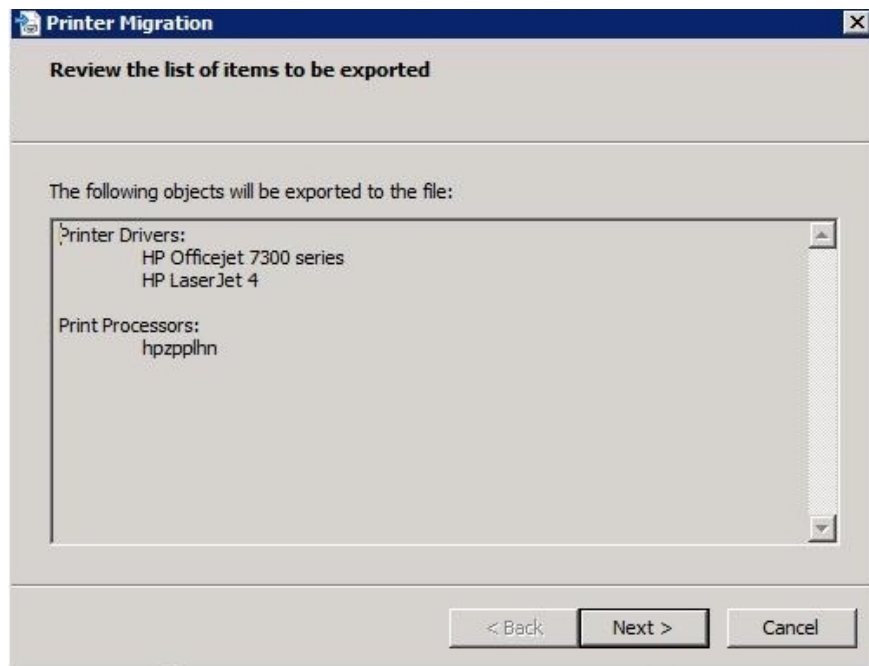 Printer Migration
Review the list of items to be exported
The following objects will be exported to the file:
Printer Drivers:
HP Officejet 7300 series
HP LaserJet 4
Print Processors:
hpzpplhn
< Back
Next >
Cancel